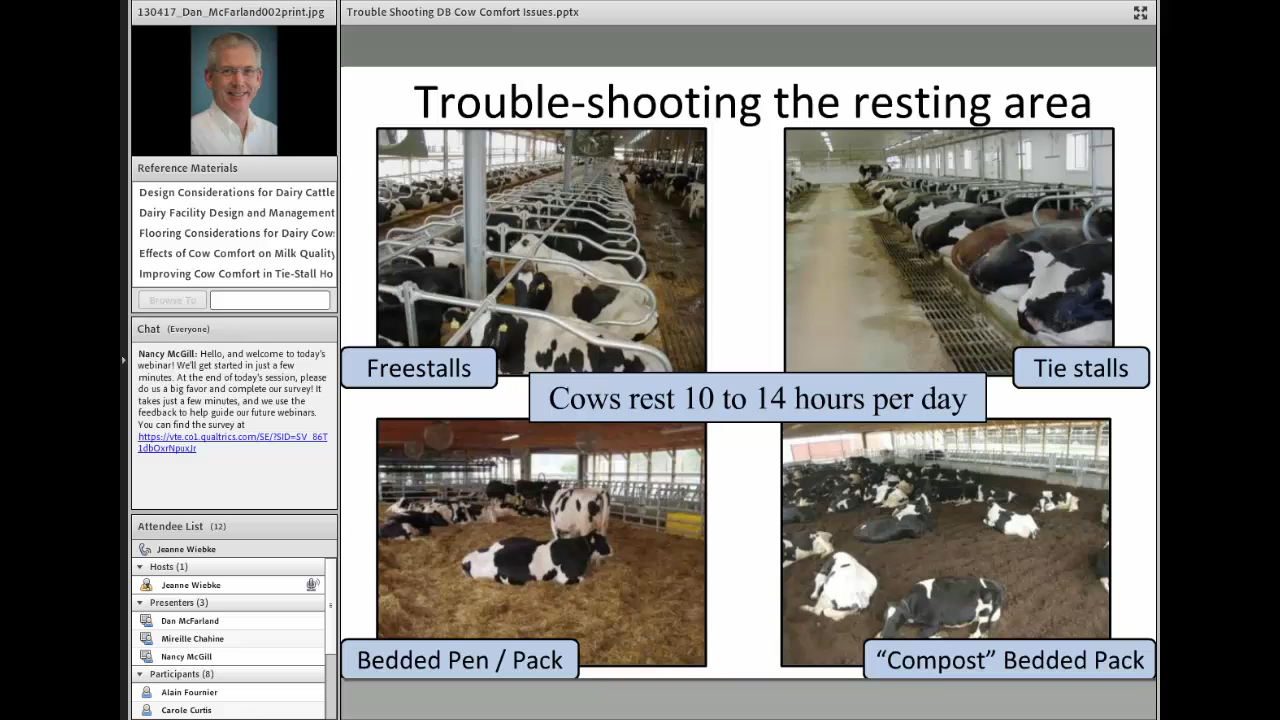 130417_Dan_McFarland002print.jpg
Trouble Shooting DB Cow Comfort Issues.pptx
Reference Materials
Design Considerations for Dairy Cattle
Dairy Facility Design and Management
Flooring Considerations for Dairy Cow
Effects of Cow Comfort on Milk Quality
Improving Cow Comfort in Tie-Stall Ho
Browse To
Chat (Everyone)
Nancy McGill: Hello, and welcome to today's
webinar! We'll get started in just a few
minutes. At the end of today's session, please
do us a big favor and complete our survey! It
takes just a few minutes, and we use the
feedback to help guide our future webinars.
You can find the survey at
https://vte.co1.qualtrics.com/SE/?SID=SV_86T
1dbOxrNpuxJr
Attendee List (12)
Jeanne Wiebke
Hosts (1)
Jeanne Wiebke
Presenters (3)
Dan McFarland
Mireille Chahine
Nancy McGill
Participants (8)
Alain Fournier
Carole Curtis
Trouble-shooting the resting area
Freestalls
Tie stalls
Cows rest 10 to 14 hours per day
Bedded Pen / Pack
“Compost” Bedded Pack